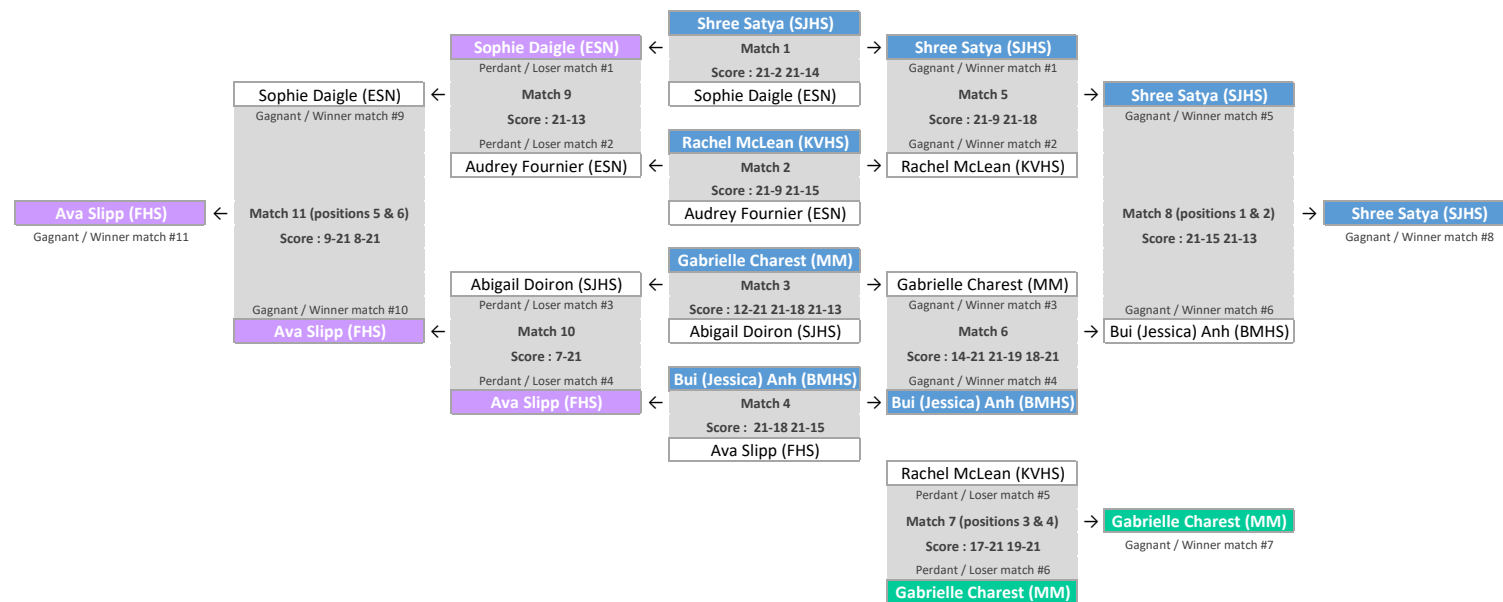 Shree Satya (SJHS)
Sophie Daigle (ESN) ← Match 1 → Shree Satya (SJHS)
Perdant / Loser match #1 Score : 21-2 21-14 Gagnant / Winner match #1
Sophie Daigle (ESN) ← Match 9 Sophie Daigle (ESN) Match 5 → Shree Satya (SJHS)
Gagnant / Winner match #9 Score : 21-13 Score : 21-9 21-18 Gagnant / Winner match #5
Perdant / Loser match #2 Rachel McLean (KVHS) Gagnant / Winner match #2
Audrey Fournier (ESN) ← Match 2 → Rachel McLean (KVHS)
Score : 21-9 21-15
Ava Slipp (FHS) ← Match 11 (positions 5 & 6) Audrey Fournier (ESN) Match 8 (positions 1 & 2) → Shree Satya (SJHS)
Gagnant / Winner match #11 Score : 9-21 8-21 Score : 21-15 21-13 Gagnant / Winner match #8
Gabrielle Charest (MM)
Abigail Doiron (SJHS) ← Match 3 → Gabrielle Charest (MM)
Gagnant / Winner match #10 Perdant / Loser match #3 Score : 12-21 21-18 21-13 Gagnant / Winner match #3 Gagnant / Winner match #6
Ava Slipp (FHS) ← Match 10 Abigail Doiron (SJHS) Match 6 → Bui (Jessica) Anh (BMHS)
Score : 7-21 Score : 14-21 21-19 18-21
Perdant / Loser match #4 Bui (Jessica) Anh (BMHS) Gagnant / Winner match #4
Ava Slipp (FHS) ← Match 4 → Bui (Jessica) Anh (BMHS)
Score : 21-18 21-15
Ava Slipp (FHS)
Rachel McLean (KVHS)
Perdant / Loser match #5
Match 7 (positions 3 & 4) → Gabrielle Charest (MM)
Score : 17-21 19-21 Gagnant / Winner match #7
Perdant / Loser match #6
Gabrielle Charest (MM)